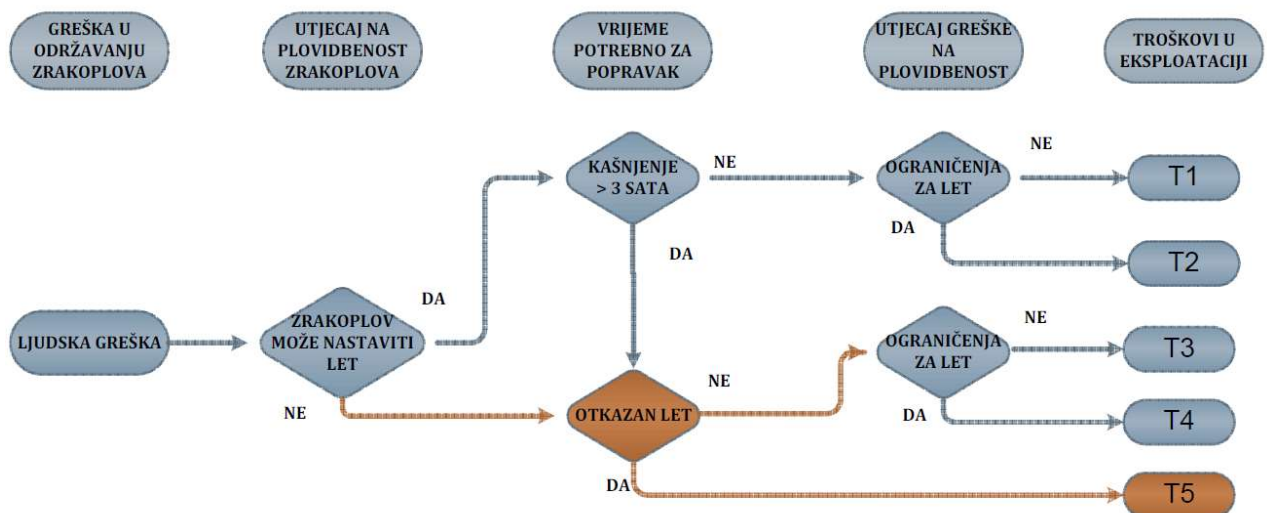 GREŠKA U
ODRŽAVANJU
ZRAKOPLOVA
UTJECAJ NA
PLOVIDBENOST
ZRAKOPLOVA
VRIJEME
POTREBNO ZA
POPRAVAK
UTJECAJ GREŠKE
NA
PLOVIDBENOST
TROŠKOVI U
EKSPLOATACIJI
KAŠNJENJE
> 3 SATA
NE
OGRANIČENJA
ZA LET
NE
T1
DA
T2
DA
DA
LJUDSKA GREŠKA
ZRAKOPLOV
MOŽE NASTAVITI
LET
NE
OTKAZAN LET
NE
OGRANIČENJA
ZA LET
NE
T3
DA
T4
DA
T5